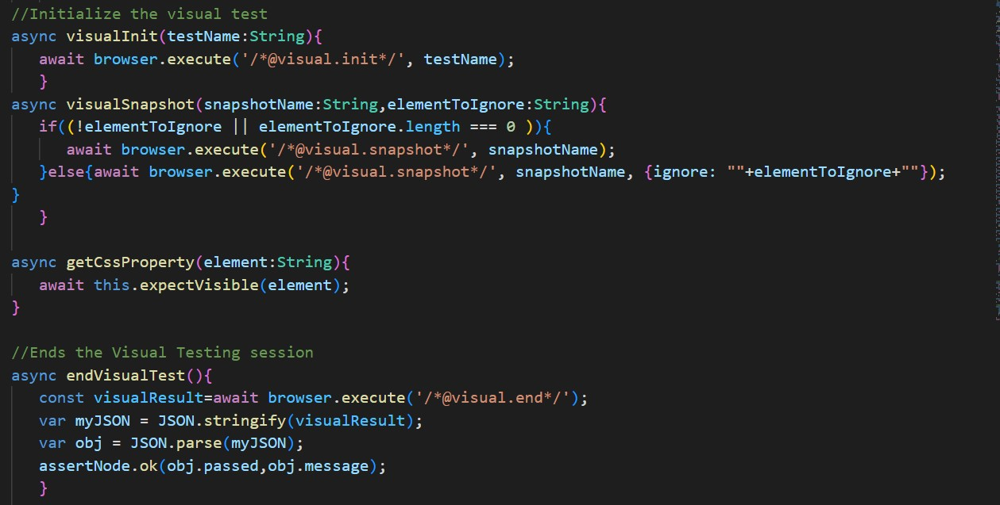 //Initialize the visual test
async visualInit(testName:String){
   await browser.execute('/*@visual.init*/', testName);
   }
async visualSnapshot(snapshotName:String,elementToIgnore:String){
   if((!elementToIgnore || elementToIgnore.length === 0 )){
      await browser.execute('/*@visual.snapshot*/', snapshotName);
   }else{await browser.execute('/*@visual.snapshot*/', snapshotName, {ignore: ""+elementToIgnore+""});
}
   }
async getCssProperty(element:String){
   await this.expectVisible(element);
}
//Ends the Visual Testing session
async endVisualTest(){
   const visualResult=await browser.execute('/*@visual.end*/');
   var myJSON = JSON.stringify(visualResult);
   var obj = JSON.parse(myJSON);
   assertNode.ok(obj.passed,obj.message);
   }